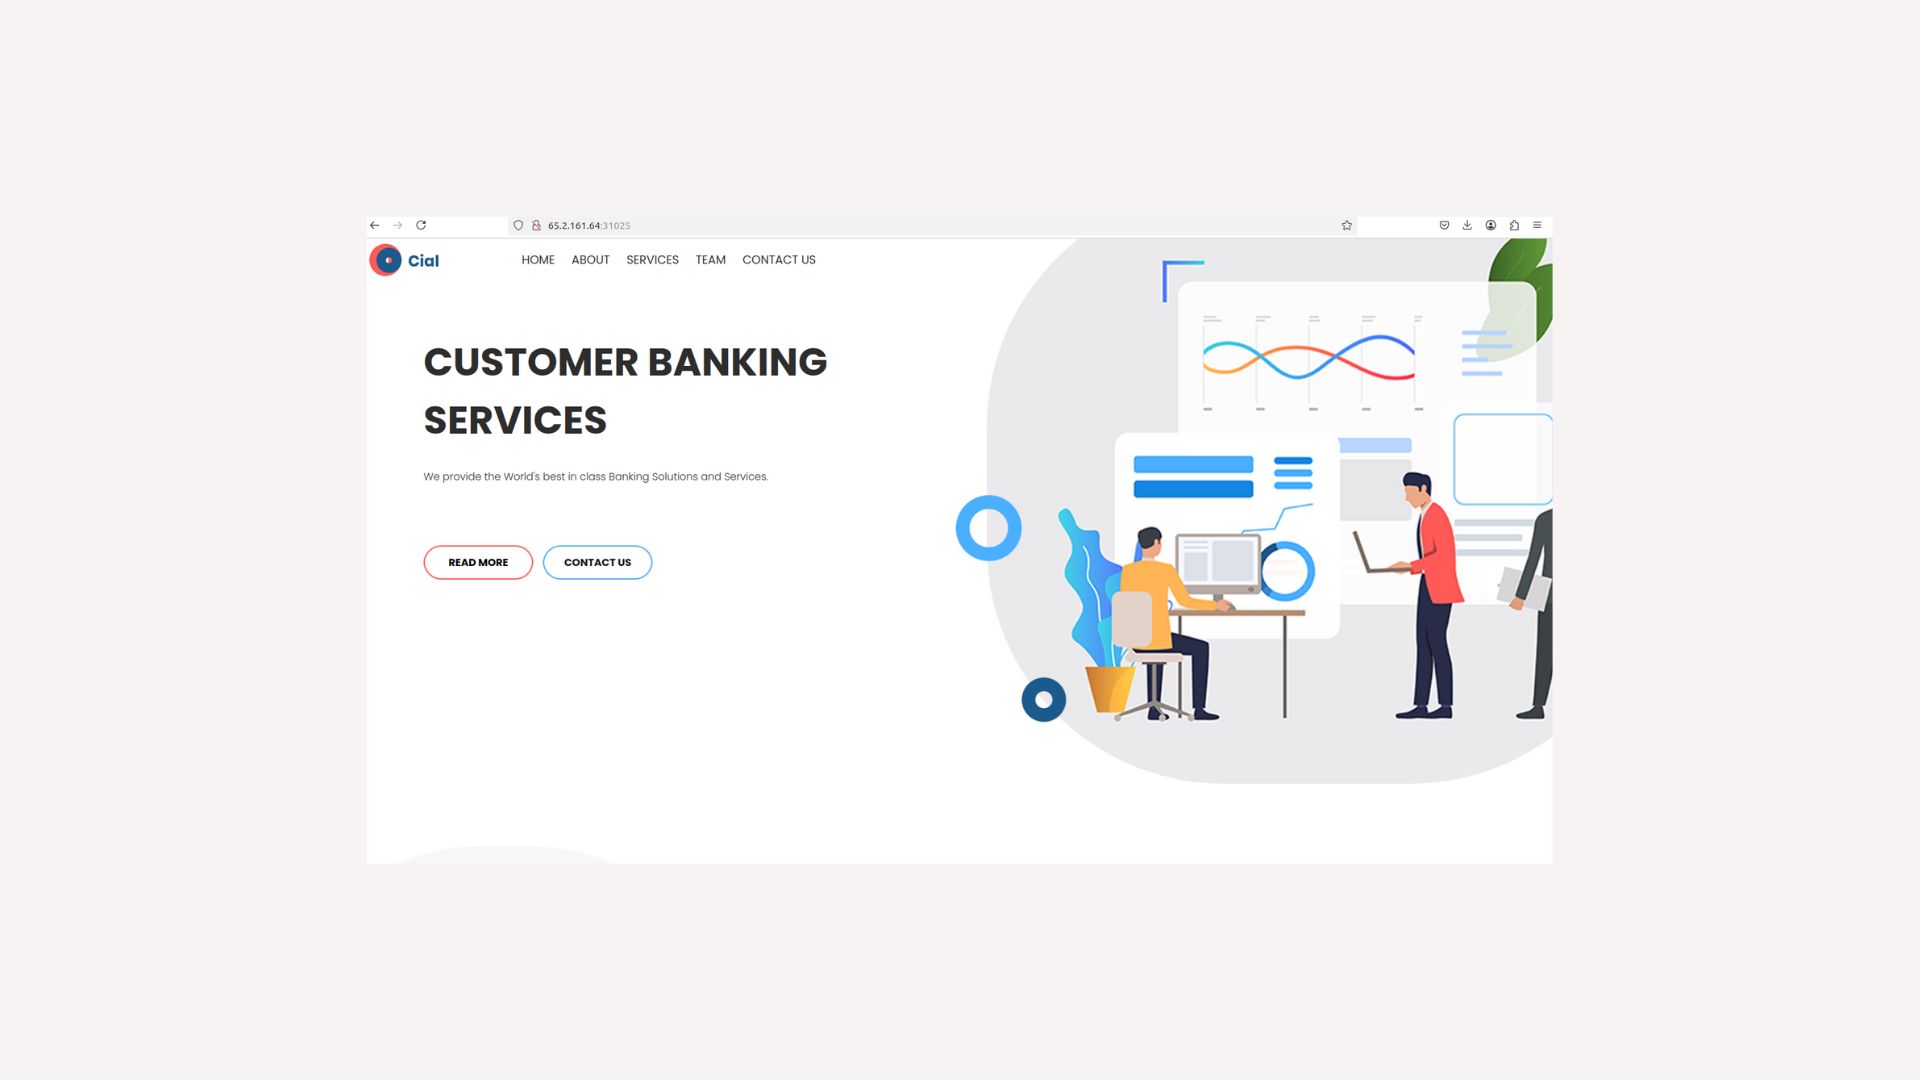 65.2.161.64:31025
Cial
HOME ABOUT SERVICES TEAM CONTACT US
CUSTOMER BANKING
SERVICES
We provide the World's best in class Banking Solutions and Services.
READ MORE CONTACT US